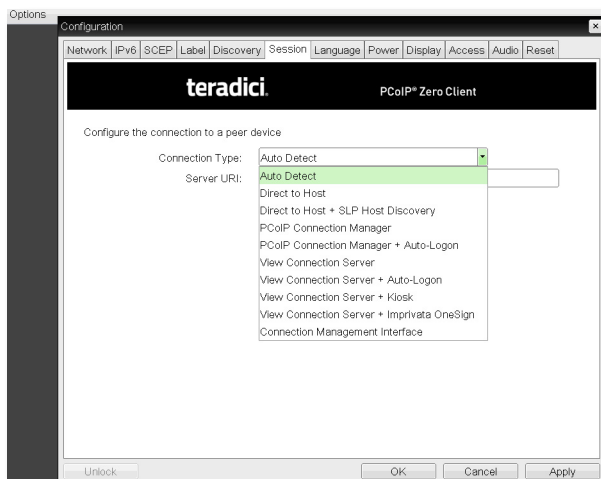 Options
Configuration
Network IPv6 SCEP Label Discovery Session Language Power Display Access Audio Reset
teradici. PCoIP® Zero Client
Configure the connection to a peer device
Connection Type: Auto Detect
Server URI:
Auto Detect
Direct to Host
Direct to Host + SLP Host Discovery
PCoIP Connection Manager
PCoIP Connection Manager + Auto-Logon
View Connection Server
View Connection Server + Auto-Logon
View Connection Server + Kiosk
View Connection Server + Imprivata OneSign
Connection Management Interface
Unlock OK Cancel Apply